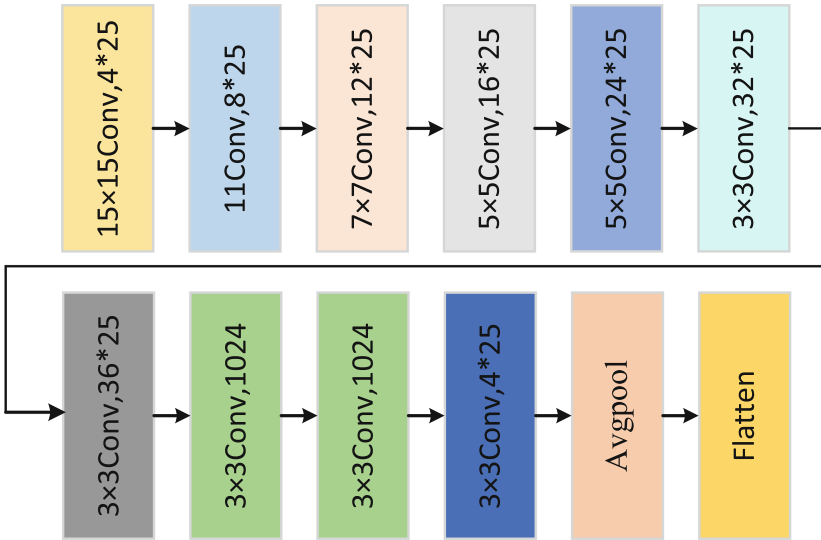 15×15Conv,4*25
11Conv,8*25
7×7Conv,12*25
5×5Conv,16*25
5×5Conv,24*25
3×3Conv,32*25
3×3Conv,36*25
3×3Conv,1024
3×3Conv,1024
3×3Conv,4*25
Avgpool
Flatten